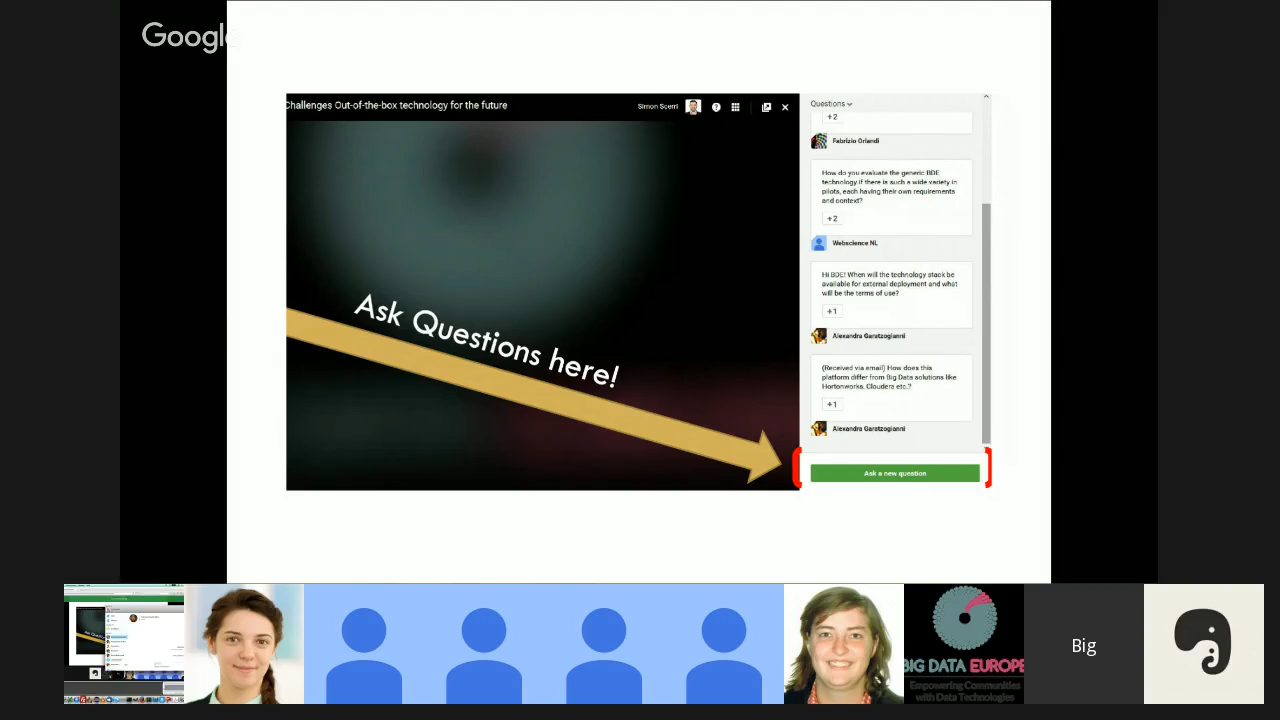 Google
Challenges Out-of-the-box technology for the future
Simon Scerri
Ask Questions here!
Questions
+2
Fabrizio Orlandi
How do you evaluate the generic BDE
technology if there is such a wide variety in
pilots, each having their own requirements
and context?
+2
Webscience NL
Hi BDE! When will the technology stack be
available for external deployment and what
will be the terms of use?
+1
Alexandra Garatzogianni
(Received via email) How does this
platform differ from Big Data solutions like
Hortonworks, Cloudera etc.?
+1
Alexandra Garatzogianni
Ask a new question
BIG DATA EUROPE
Empowering Communities
with Data Technologies
Big